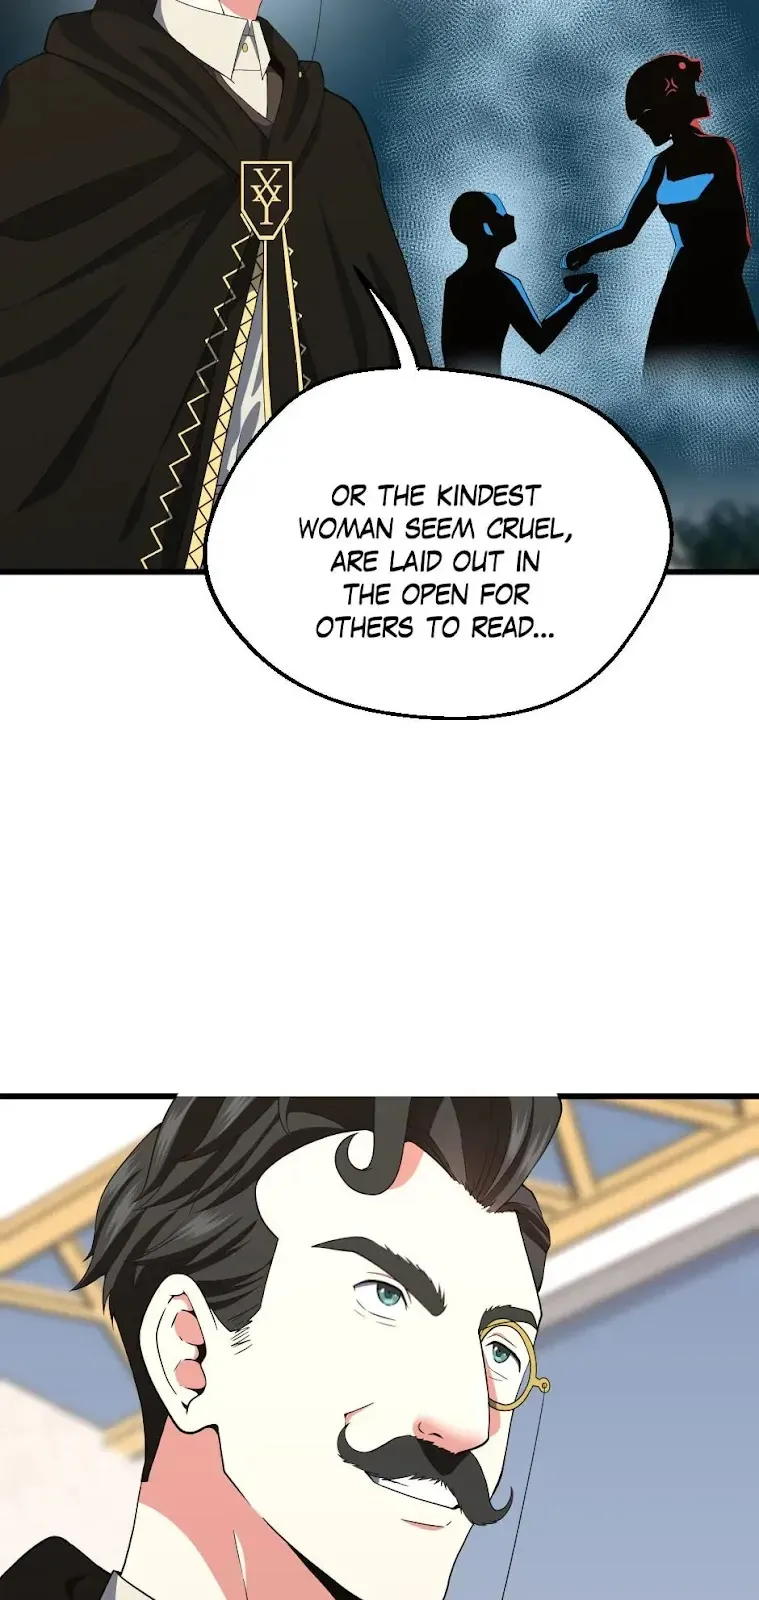 OR THE KINDEST
WOMAN SEEM CRUEL,
ARE LAID OUT IN
THE OPEN FOR
OTHERS TO READ...